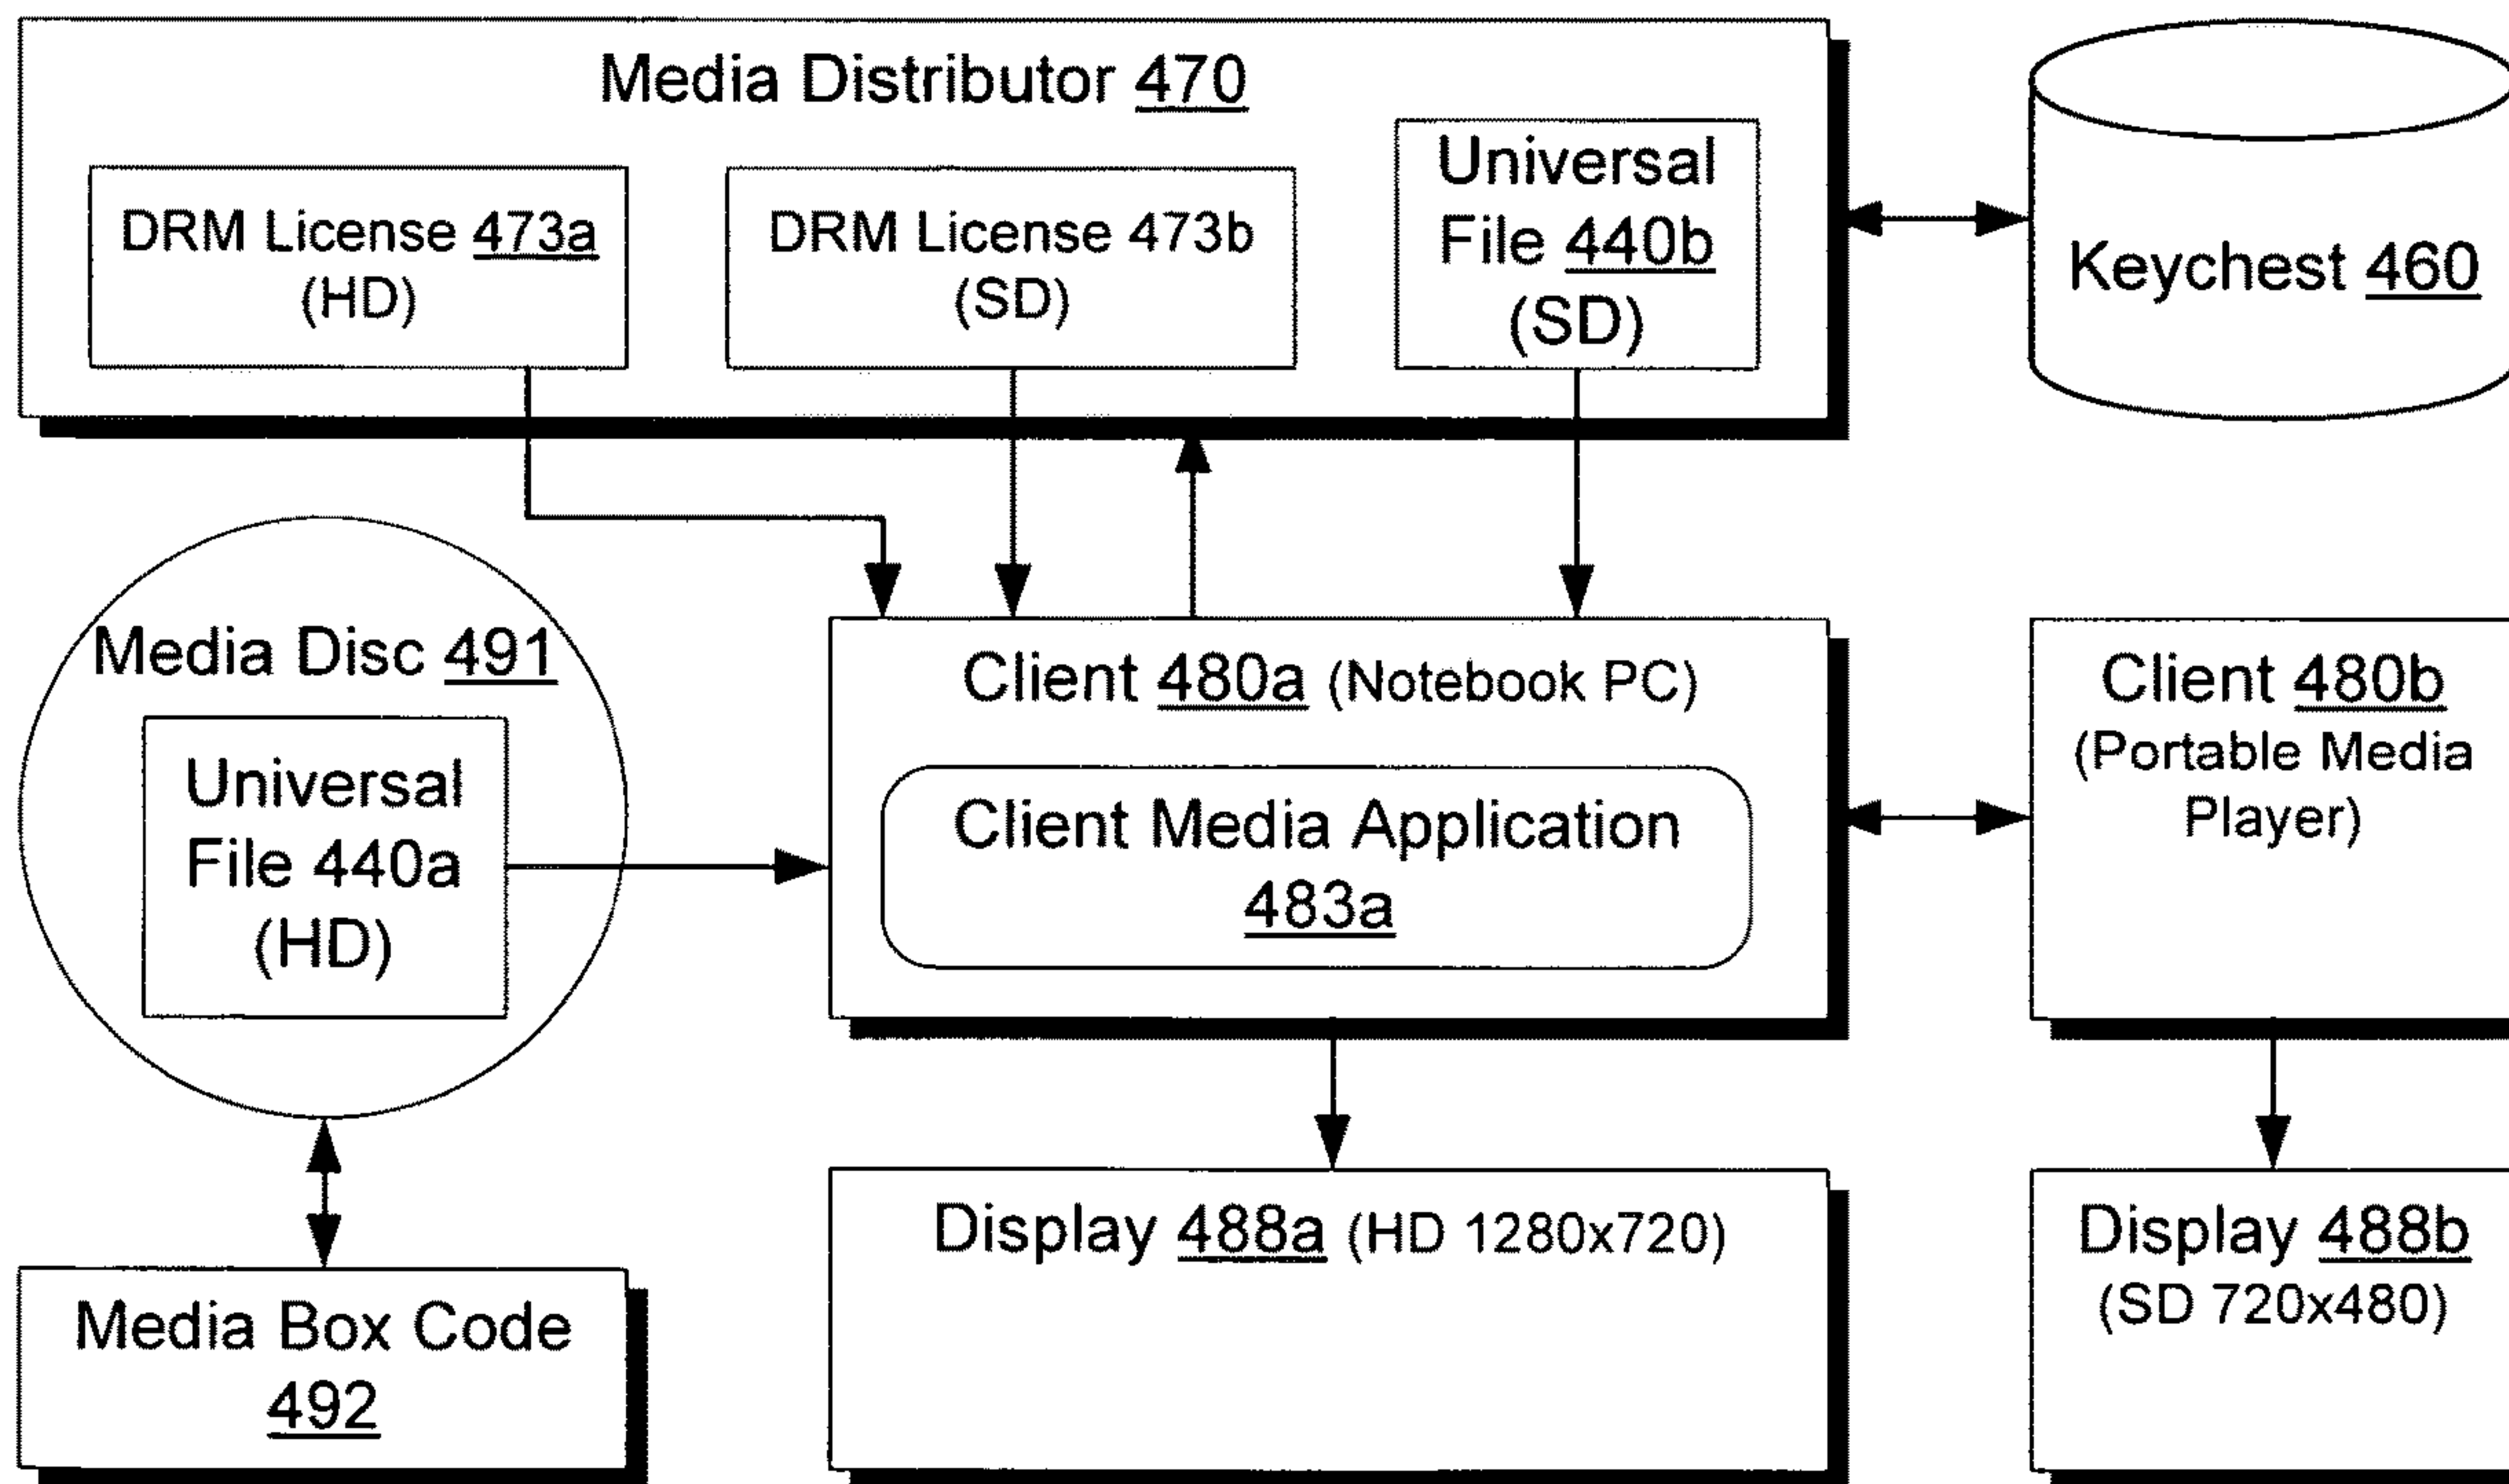 Media Distributor 470
DRM License 473a
(HD)
DRM License 473b
(SD)
Universal
File 440b
(SD)
Keychest 460
Media Disc 491
Universal
File 440a
(HD)
Client 480a (Notebook PC)
Client Media Application
483a
Client 480b
(Portable Media
Player)
Media Box Code
492
Display 488a (HD 1280x720)
Display 488b
(SD 720x480)